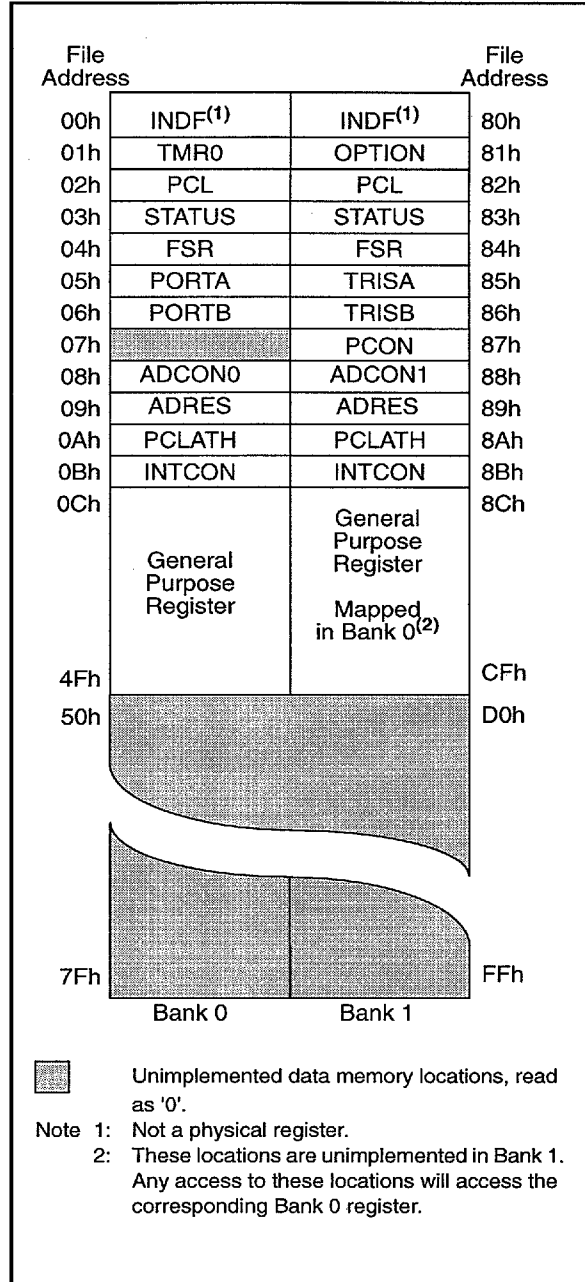 File Address
File Address
00h INDF(1) INDF(1) 80h
01h TMR0 OPTION 81h
02h PCL PCL 82h
03h STATUS STATUS 83h
04h FSR FSR 84h
05h PORTA TRISA 85h
06h PORTB TRISB 86h
07h PCON 87h
08h ADCON0 ADCON1 88h
09h ADRES ADRES 89h
0Ah PCLATH PCLATH 8Ah
0Bh INTCON INTCON 8Bh
0Ch 8Ch
General
Purpose
Register
General
Purpose
Register
Mapped
in Bank 0(2)
4Fh CFh
50h D0h
7Fh FFh
Bank 0 Bank 1
Unimplemented data memory locations, read
as '0'.
Note 1: Not a physical register.
2: These locations are unimplemented in Bank 1.
Any access to these locations will access the
corresponding Bank 0 register.